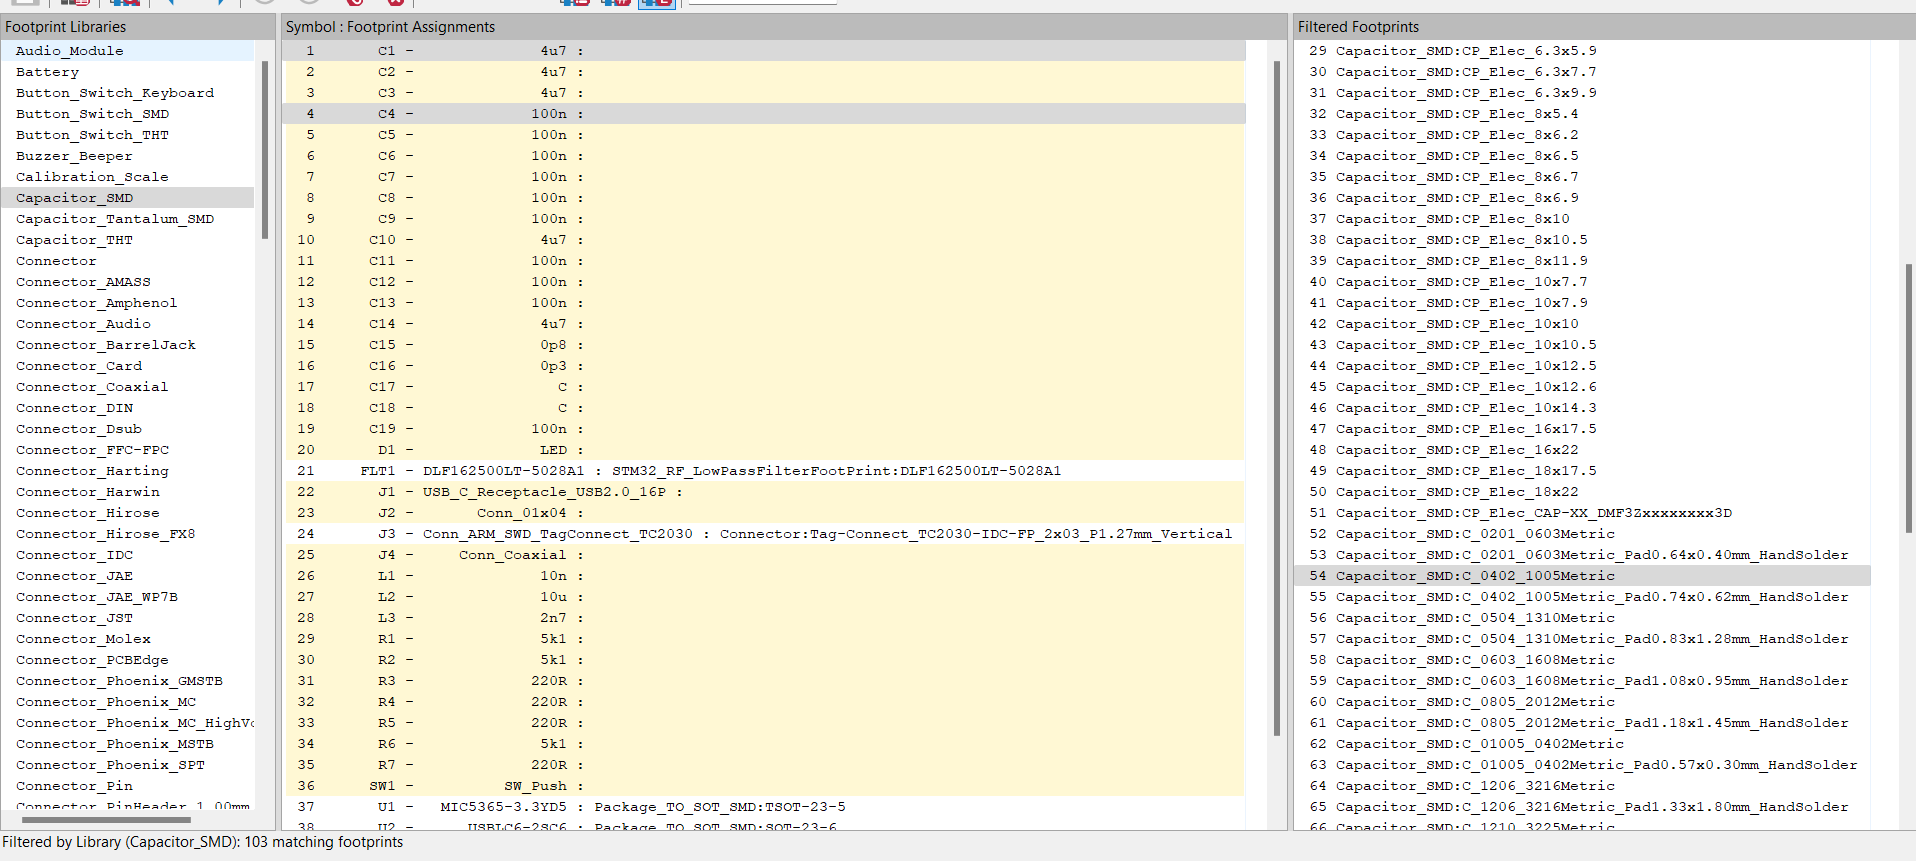 Footprint Libraries
Audio_Module
Battery
Button_Switch_Keyboard
Button_Switch_SMD
Button_Switch_THT
Buzzer_Beeper
Calibration_Scale
Capacitor_SMD
Capacitor_Tantalum_SMD
Capacitor_THT
Connector
Connector_AMASS
Connector_Amphenol
Connector_Audio
Connector_BarrelJack
Connector_Card
Connector_Coaxial
Connector_DIN
Connector_Dsub
Connector_FFC-FPC
Connector_Harting
Connector_Harwin
Connector_Hirose
Connector_Hirose_FX8
Connector_IDC
Connector_JAE
Connector_JAE_WP7B
Connector_JST
Connector_Molex
Connector_PCBEdge
Connector_Phoenix_GMSTB
Connector_Phoenix_MC
Connector_Phoenix_MC_HighVo
Connector_Phoenix_MSTB
Connector_Phoenix_SPT
Connector_Pin
Connector_PinHeader_1.00mm
Symbol : Footprint Assignments
1 C1 - 4u7 :
2 C2 - 4u7 :
3 C3 - 4u7 :
4 C4 - 100n :
5 C5 - 100n :
6 C6 - 100n :
7 C7 - 100n :
8 C8 - 100n :
9 C9 - 100n :
10 C10 - 4u7 :
11 C11 - 100n :
12 C12 - 100n :
13 C13 - 100n :
14 C14 - 4u7 :
15 C15 - 0p8 :
16 C16 - 0p3 :
17 C17 - C :
18 C18 - C :
19 C19 - 100n :
20 D1 - LED :
21 FLT1 - DLF162500LT-5028A1 : STM32_RF_LowPassFilterFootPrint:DLF162500LT-5028A1
22 J1 - USB_C_Receptacle_USB2.0_16P :
23 J2 - Conn_01x04 :
24 J3 - Conn_ARM_SWD_TagConnect_TC2030 : Connector:Tag-Connect_TC2030-IDC-FP_2x03_P1.27mm_Vertical
25 J4 - Conn_Coaxial :
26 L1 - 10n :
27 L2 - 10u :
28 L3 - 2n7 :
29 R1 - 5k1 :
30 R2 - 5k1 :
31 R3 - 220R :
32 R4 - 220R :
33 R5 - 220R :
34 R6 - 5k1 :
35 R7 - 220R :
36 SW1 - SW_Push :
37 U1 - MIC5365-3.3YD5 : Package_TO_SOT_SMD:TSOT-23-5
38 U2 - USBLC6-2SC6 : Package_TO_SOT_SMD:SOT-23-6
Filtered Footprints
29 Capacitor_SMD:CP_Elec_6.3x5.9
30 Capacitor_SMD:CP_Elec_6.3x7.7
31 Capacitor_SMD:CP_Elec_6.3x9.9
32 Capacitor_SMD:CP_Elec_8x5.4
33 Capacitor_SMD:CP_Elec_8x6.2
34 Capacitor_SMD:CP_Elec_8x6.5
35 Capacitor_SMD:CP_Elec_8x6.7
36 Capacitor_SMD:CP_Elec_8x6.9
37 Capacitor_SMD:CP_Elec_8x10
38 Capacitor_SMD:CP_Elec_8x10.5
39 Capacitor_SMD:CP_Elec_8x11.9
40 Capacitor_SMD:CP_Elec_10x7.7
41 Capacitor_SMD:CP_Elec_10x7.9
42 Capacitor_SMD:CP_Elec_10x10
43 Capacitor_SMD:CP_Elec_10x10.5
44 Capacitor_SMD:CP_Elec_10x12.5
45 Capacitor_SMD:CP_Elec_10x12.6
46 Capacitor_SMD:CP_Elec_10x14.3
47 Capacitor_SMD:CP_Elec_16x17.5
48 Capacitor_SMD:CP_Elec_16x22
49 Capacitor_SMD:CP_Elec_18x17.5
50 Capacitor_SMD:CP_Elec_18x22
51 Capacitor_SMD:CP_Elec_CAP-XX_DMF3Zxxxxxxxx3D
52 Capacitor_SMD:C_0201_0603Metric
53 Capacitor_SMD:C_0201_0603Metric_Pad0.64x0.40mm_HandSolder
54 Capacitor_SMD:C_0402_1005Metric
55 Capacitor_SMD:C_0402_1005Metric_Pad0.74x0.62mm_HandSolder
56 Capacitor_SMD:C_0504_1310Metric
57 Capacitor_SMD:C_0504_1310Metric_Pad0.83x1.28mm_HandSolder
58 Capacitor_SMD:C_0603_1608Metric
59 Capacitor_SMD:C_0603_1608Metric_Pad1.08x0.95mm_HandSolder
60 Capacitor_SMD:C_0805_2012Metric
61 Capacitor_SMD:C_0805_2012Metric_Pad1.18x1.45mm_HandSolder
62 Capacitor_SMD:C_01005_0402Metric
63 Capacitor_SMD:C_01005_0402Metric_Pad0.57x0.30mm_HandSolder
64 Capacitor_SMD:C_1206_3216Metric
65 Capacitor_SMD:C_1206_3216Metric_Pad1.33x1.80mm_HandSolder
66 Capacitor_SMD:C_1210_3225Metric
Filtered by Library (Capacitor_SMD): 103 matching footprints